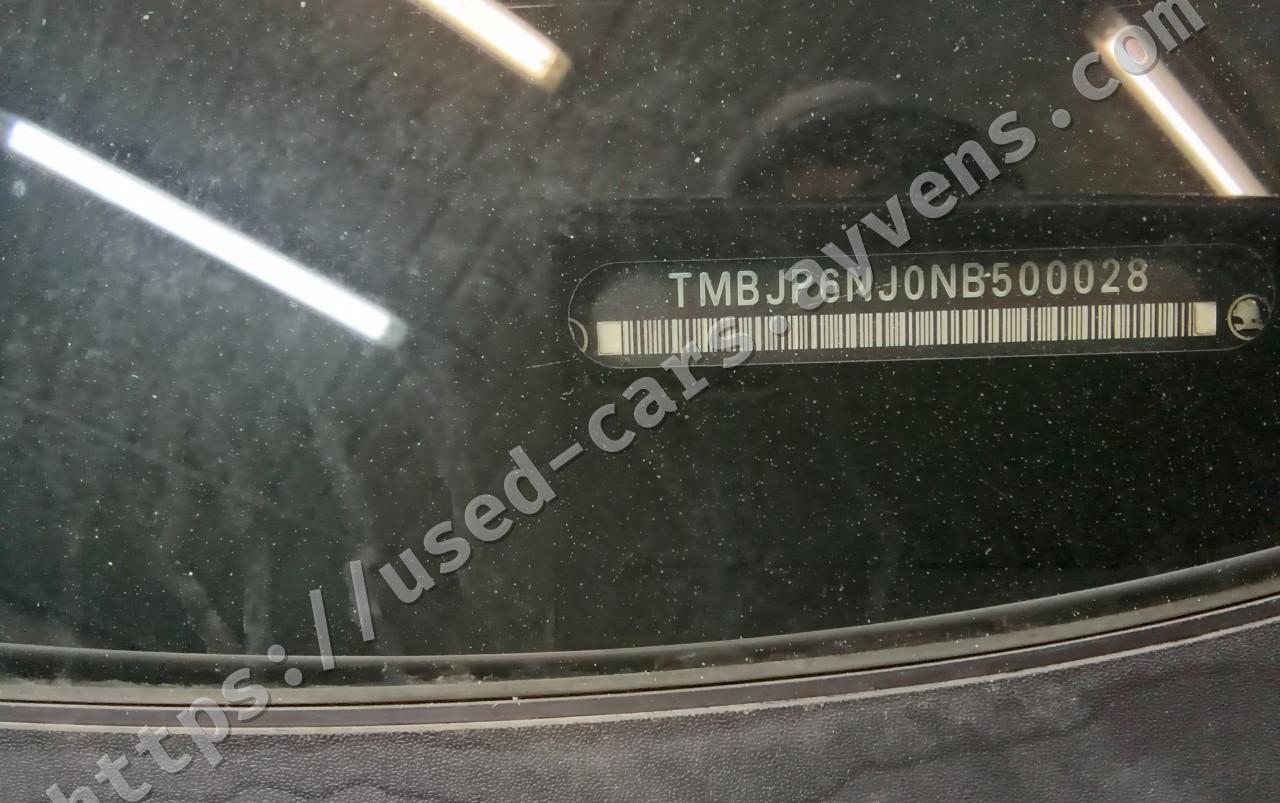 TMBJP6NJ0NB500028
https://used-cars.ayvens.com